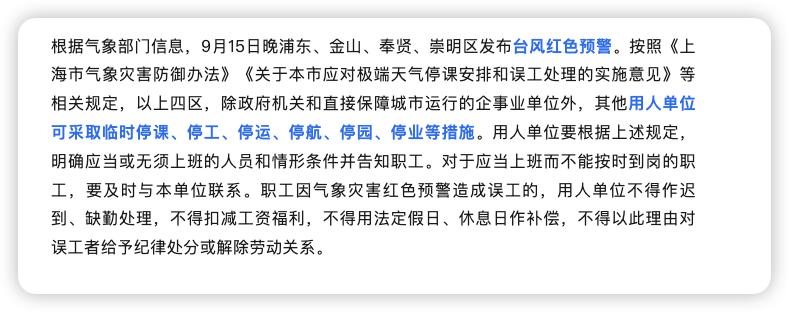 根据气象部门信息，9月15日晚浦东、金山、奉贤、崇明区发布台风红色预警。按照《上
海市气象灾害防御办法》《关于本市应对极端天气停课安排和误工处理的实施意见》等
相关规定，以上四区，除政府机关和直接保障城市运行的企事业单位外，其他用人单位
可采取临时停课、停工、停运、停航、停园、停业等措施。用人单位要根据上述规定，
明确应当或无须上班的人员和情形条件并告知职工。对于应当上班而不能按时到岗的职
工，要及时与本单位联系。职工因气象灾害红色预警造成误工的，用人单位不得作迟
到、缺勤处理，不得扣减工资福利，不得用法定假日、休息日作补偿，不得以此理由对
误工者给予纪律处分或解除劳动关系。